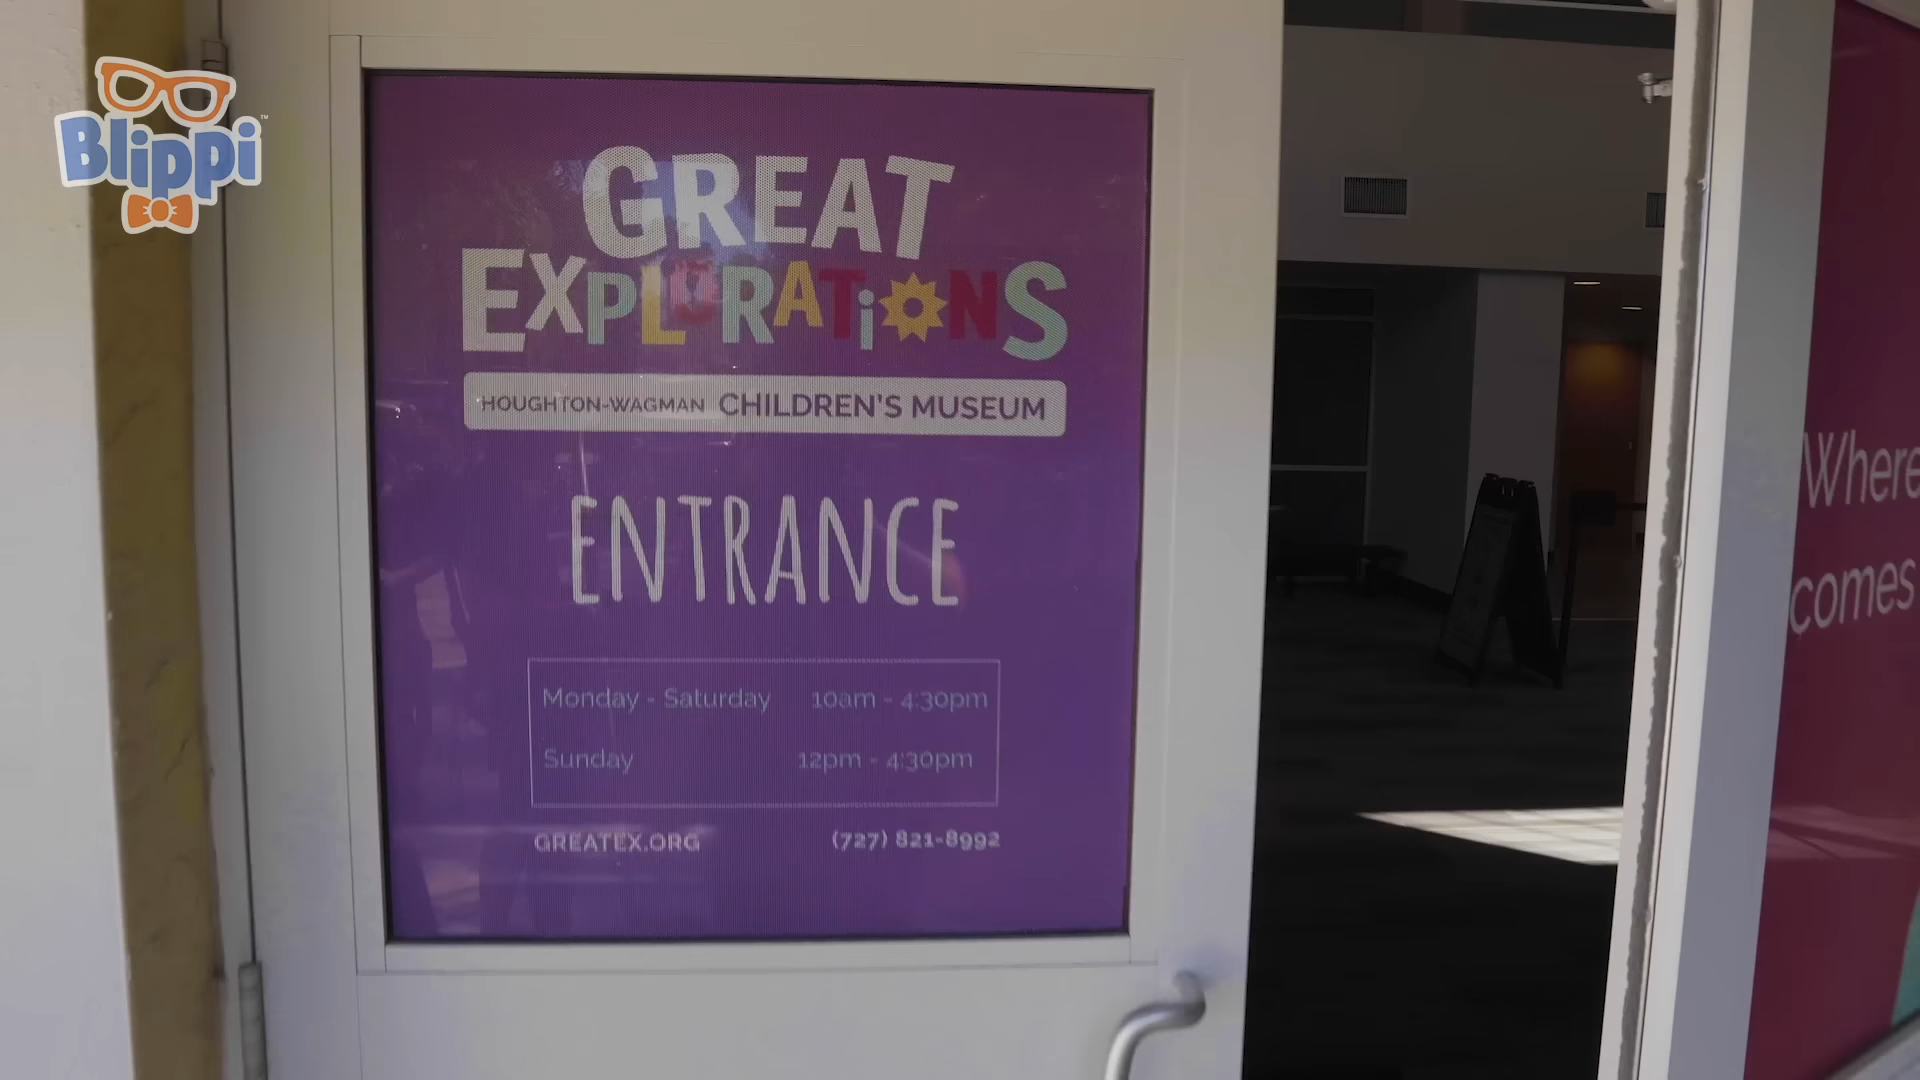 Blippi™
GREAT
EXPLORATiONS
HOUGHTON-WAGMAN CHILDREN'S MUSEUM
ENTRANCE
Monday - Saturday 10am - 4:30pm
Sunday 12pm - 4:30pm
GREATEX.ORG (727) 821-8992
Where
comes